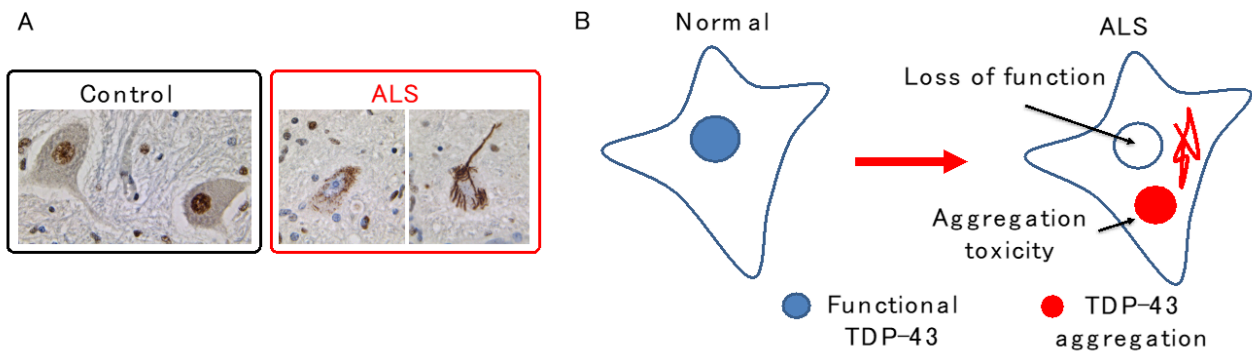 A
Control
ALS
B
Normal
ALS
Loss of function
Aggregation
toxicity
Functional
TDP-43
TDP-43
aggregation